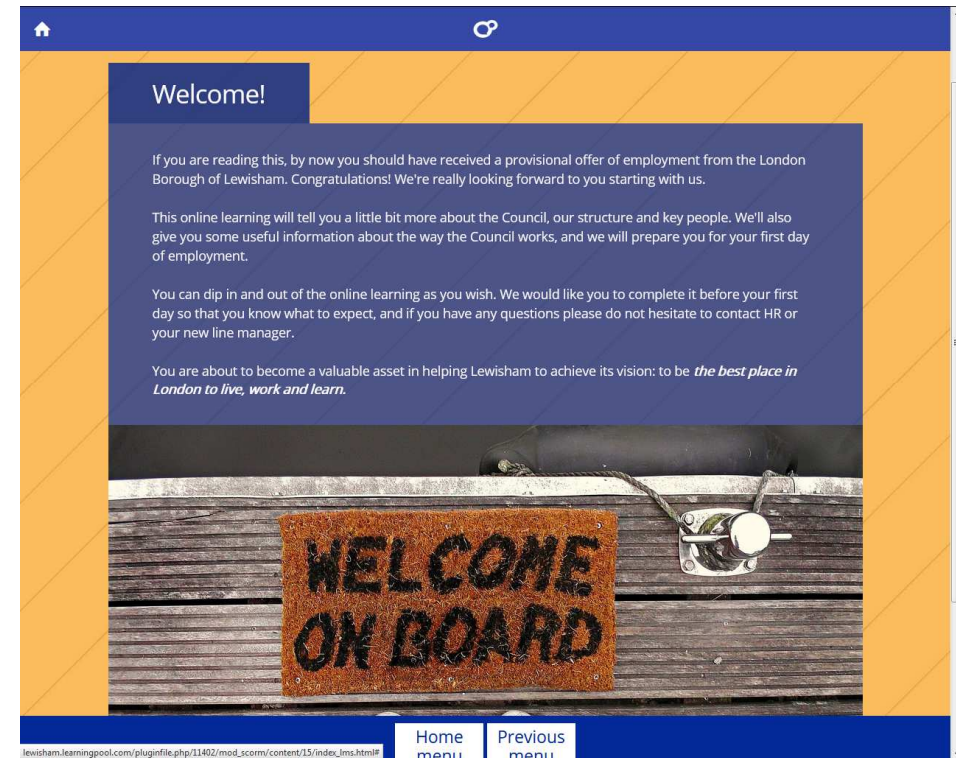 Welcome!
If you are reading this, by now you should have received a provisional offer of employment from the London
Borough of Lewisham. Congratulations! We're really looking forward to you starting with us.
This online learning will tell you a little bit more about the Council, our structure and key people. We'll also
give you some useful information about the way the Council works, and we will prepare you for your first day
of employment.
You can dip in and out of the online learning as you wish. We would like you to complete it before your first
day so that you know what to expect, and if you have any questions please do not hesitate to contact HR or
your new line manager.
You are about to become a valuable asset in helping Lewisham to achieve its vision: to be the best place in
London to live, work and learn.
WELCOME
ON BOARD
Home Previous
menu menu
lewisham.learningpool.com/pluginfile.php/11402/mod_scorm/content/15/index_lms.html#